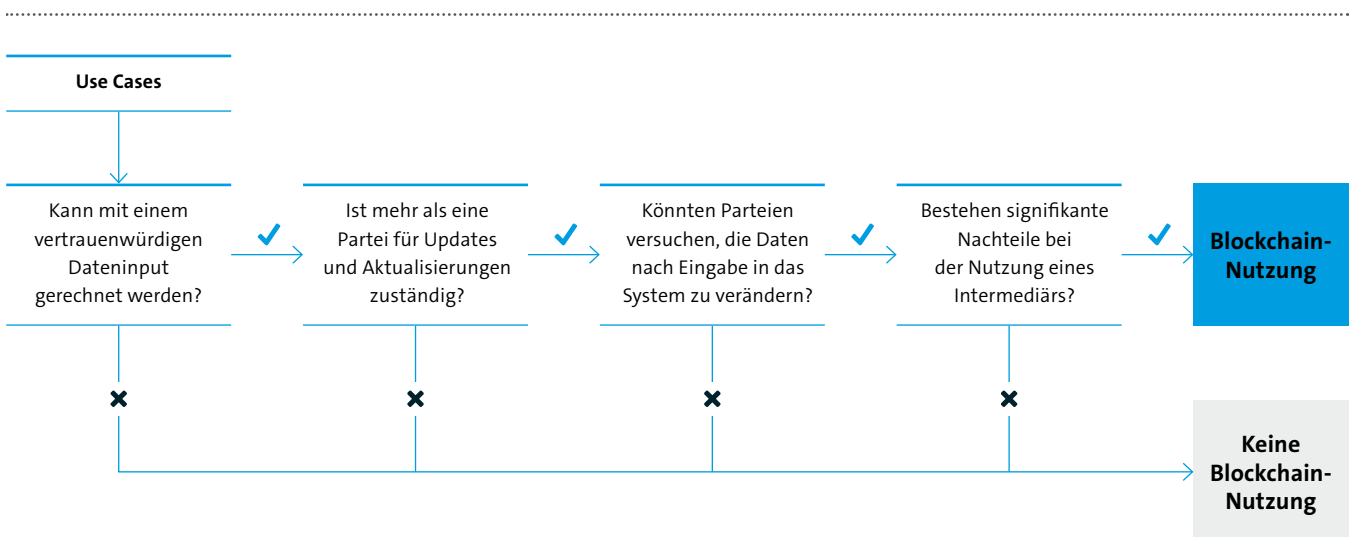 Use Cases
Kann mit einem
vertrauenwürdigen
Dateninput
gerechnet werden?
Ist mehr als eine
Partei für Updates
und Aktualisierungen
zuständig?
Könnten Parteien
versuchen, die Daten
nach Eingabe in das
System zu verändern?
Bestehen signifikante
Nachteile bei
der Nutzung eines
Intermediärs?
Blockchain-
Nutzung
Keine
Blockchain-
Nutzung